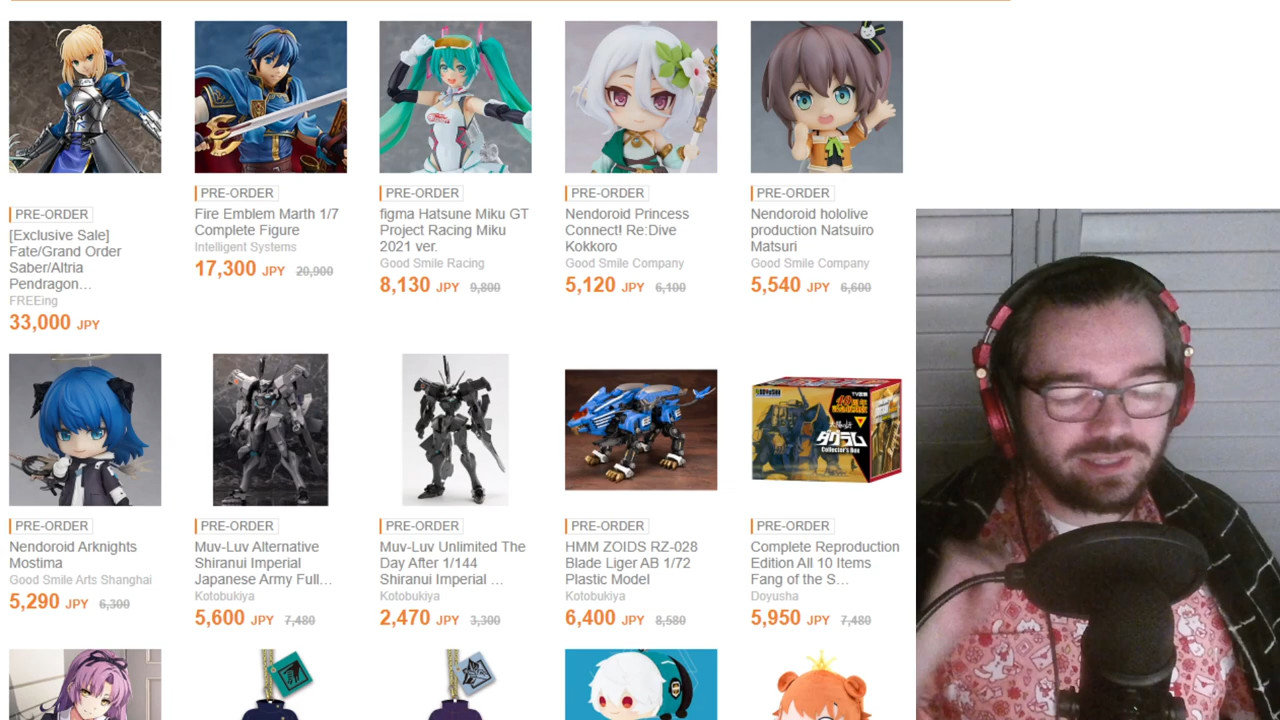 PRE-ORDER
[Exclusive Sale]
Fate/Grand Order
Saber/Altria
Pendragon…
FREEing
33,000 JPY
PRE-ORDER
Fire Emblem Marth 1/7
Complete Figure
Intelligent Systems
17,300 JPY 20,900
PRE-ORDER
figma Hatsune Miku GT
Project Racing Miku
2021 ver.
Good Smile Racing
8,130 JPY 9,800
PRE-ORDER
Nendoroid Princess
Connect! Re:Dive
Kokkoro
Good Smile Company
5,120 JPY 6,100
PRE-ORDER
Nendoroid hololive
production Natsuiro
Matsuri
Good Smile Company
5,540 JPY 6,600
PRE-ORDER
Nendoroid Arknights
Mostima
Good Smile Arts Shanghai
5,290 JPY 6,300
PRE-ORDER
Muv-Luv Alternative
Shiranui Imperial
Japanese Army Full…
Kotobukiya
5,600 JPY 7,480
PRE-ORDER
Muv-Luv Unlimited The
Day After 1/144
Shiranui Imperial …
Kotobukiya
2,470 JPY 3,300
PRE-ORDER
HMM ZOIDS RZ-028
Blade Liger AB 1/72
Plastic Model
Kotobukiya
6,400 JPY 8,580
ダグラム
Collector's Box
PRE-ORDER
Complete Reproduction
Edition All 10 Items
Fang of the S…
Doyusha
5,950 JPY 7,480